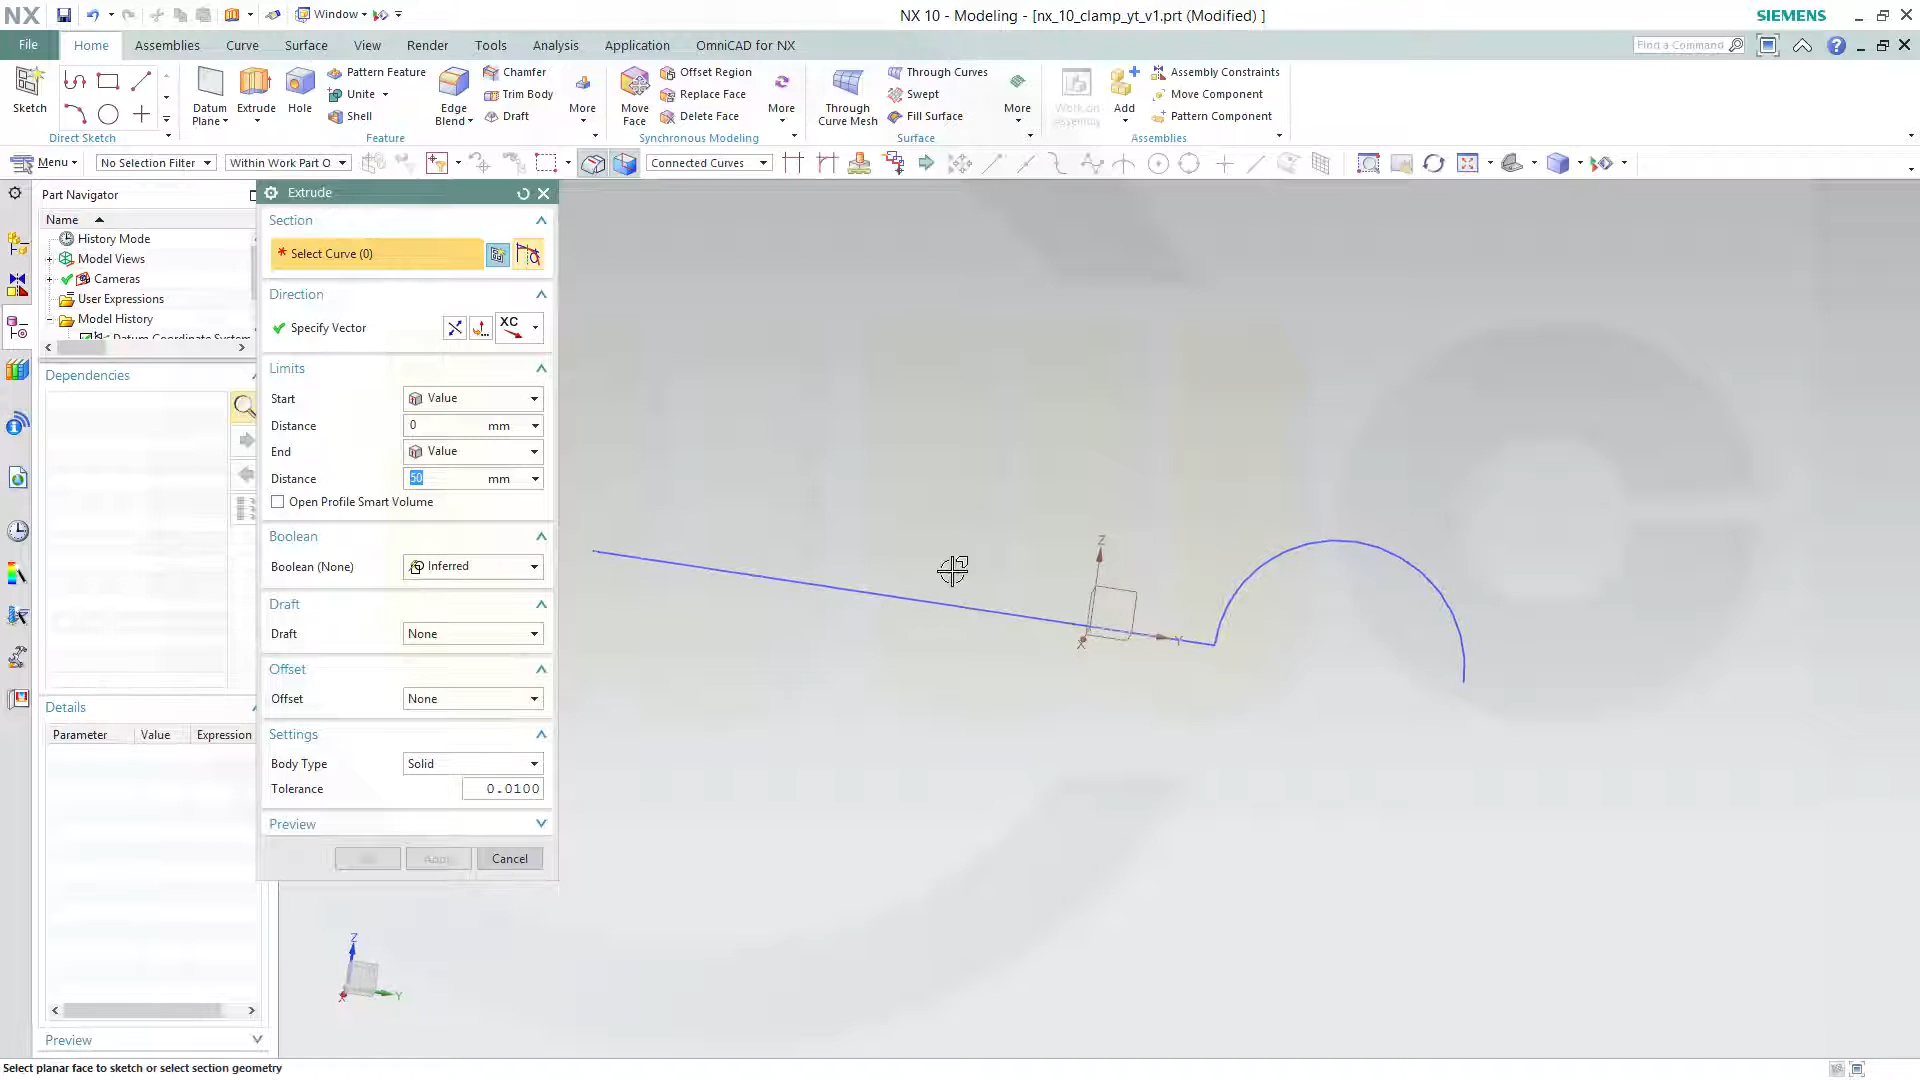 NX
Window
NX 10 - Modeling - [nx_10_clamp_yt_v1.prt (Modified) ]
SIEMENS
File
Home
Assemblies
Curve
Surface
View
Render
Tools
Analysis
Application
OmniCAD for NX
Find a Command
Sketch
Direct Sketch
Datum Plane
Extrude
Hole
Pattern Feature
Unite
Shell
Edge Blend
Chamfer
Trim Body
Draft
More
Feature
Move Face
Offset Region
Replace Face
Delete Face
More
Synchronous Modeling
Through Curve Mesh
Through Curves
Swept
Fill Surface
More
Surface
Work on Assembly
Add
Assembly Constraints
Move Component
Pattern Component
Assemblies
Menu
No Selection Filter
Within Work Part O
Connected Curves
Part Navigator
Name
History Mode
Model Views
Cameras
User Expressions
Model History
Datum Coordinate System
Dependencies
Details
Parameter
Value
Expression
Preview
Extrude
Section
* Select Curve (0)
Direction
Specify Vector
XC
Limits
Start
Value
Distance
0
mm
End
Value
Distance
50
mm
Open Profile Smart Volume
Boolean
Boolean (None)
Inferred
Draft
Draft
None
Offset
Offset
None
Settings
Body Type
Solid
Tolerance
0.0100
Preview
Apply
Cancel
Z
Y
X
Z
Y
X
Select planar face to sketch or select section geometry